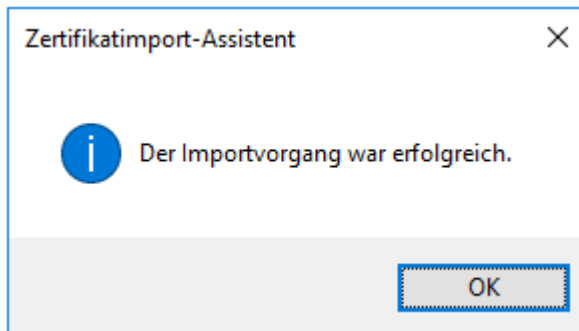 Zertifikatimport-Assistent
Der Importvorgang war erfolgreich.
OK